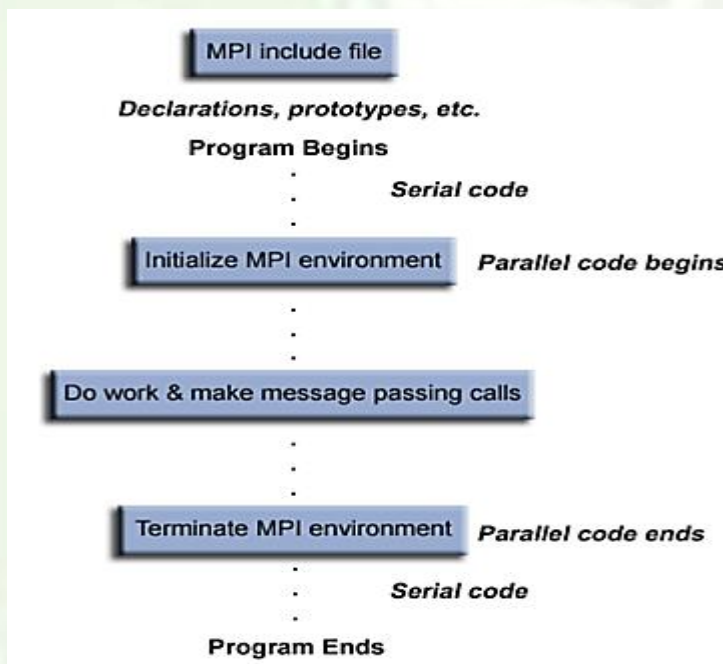 MPI include file
Declarations, prototypes, etc.
Program Begins
Serial code
Initialize MPI environment
Parallel code begins
Do work & make message passing calls
Terminate MPI environment
Parallel code ends
Serial code
Program Ends